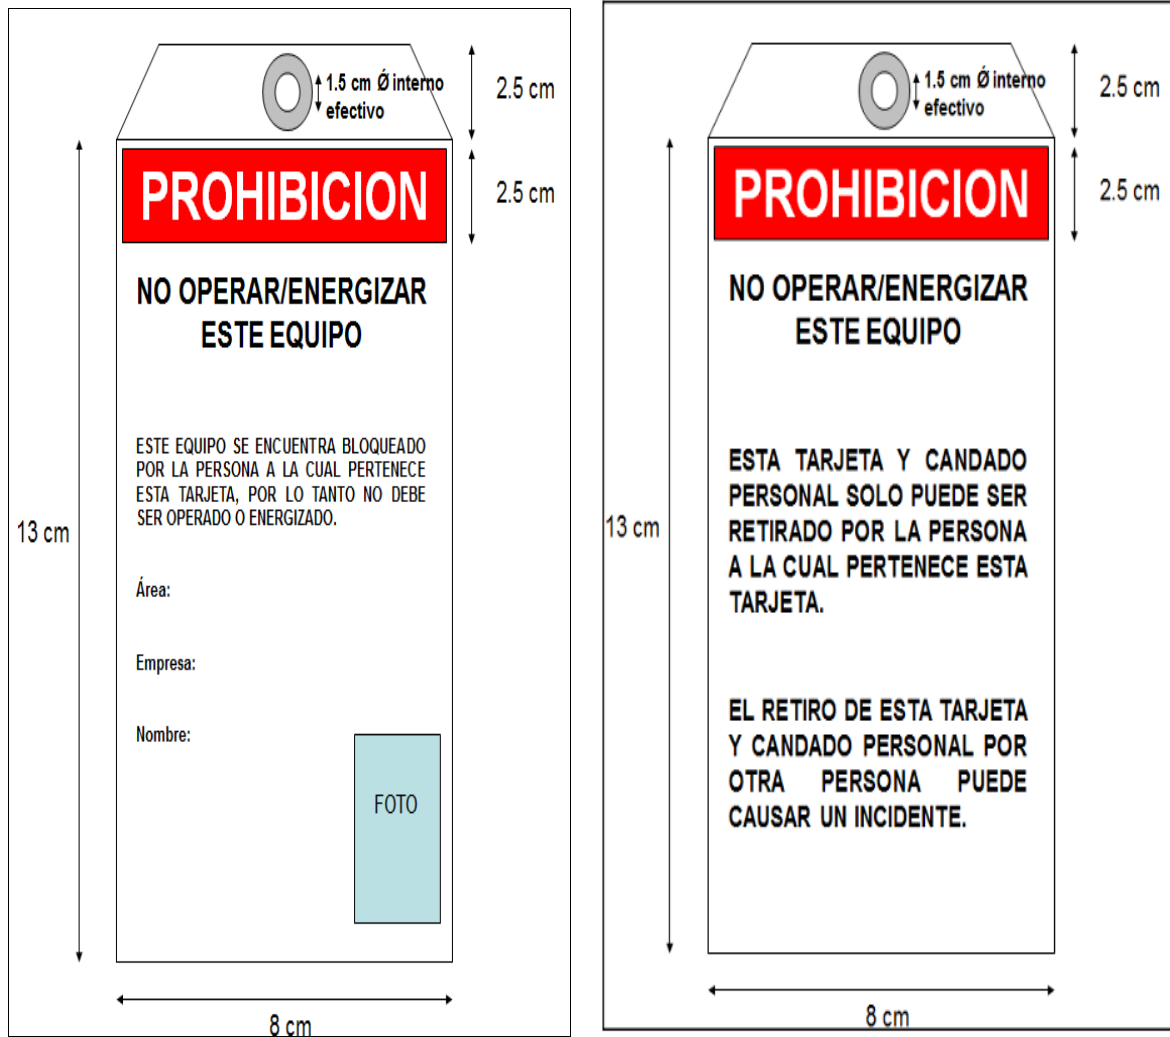 1.5 cm Ǿ interno
efectivo
2.5 cm
PROHIBICION
2.5 cm
NO OPERAR/ENERGIZAR
ESTE EQUIPO
ESTE EQUIPO SE ENCUENTRA BLOQUEADO
POR LA PERSONA A LA CUAL PERTENECE
ESTA TARJETA, POR LO TANTO NO DEBE
SER OPERADO O ENERGIZADO.
13 cm
Área:
Empresa:
Nombre:
FOTO
8 cm
1.5 cm Ǿ interno
efectivo
2.5 cm
PROHIBICION
2.5 cm
NO OPERAR/ENERGIZAR
ESTE EQUIPO
ESTA TARJETA Y CANDADO
PERSONAL SOLO PUEDE SER
RETIRADO POR LA PERSONA
A LA CUAL PERTENECE ESTA
TARJETA.
13 cm
EL RETIRO DE ESTA TARJETA
Y CANDADO PERSONAL POR
OTRA PERSONA PUEDE
CAUSAR UN INCIDENTE.
8 cm